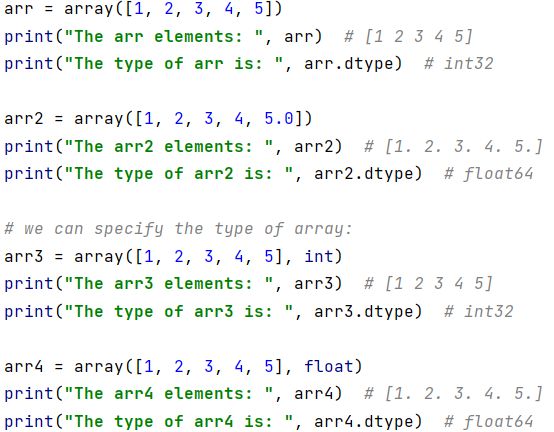 arr = array([1, 2, 3, 4, 5])
print("The arr elements: ", arr)  # [1 2 3 4 5]
print("The type of arr is: ", arr.dtype)  # int32

arr2 = array([1, 2, 3, 4, 5.0])
print("The arr2 elements: ", arr2)  # [1. 2. 3. 4. 5.]
print("The type of arr2 is: ", arr2.dtype)  # float64

# we can specify the type of array:
arr3 = array([1, 2, 3, 4, 5], int)
print("The arr3 elements: ", arr3)  # [1 2 3 4 5]
print("The type of arr3 is: ", arr3.dtype)  # int32

arr4 = array([1, 2, 3, 4, 5], float)
print("The arr4 elements: ", arr4)  # [1. 2. 3. 4. 5.]
print("The type of arr4 is: ", arr4.dtype)  # float64